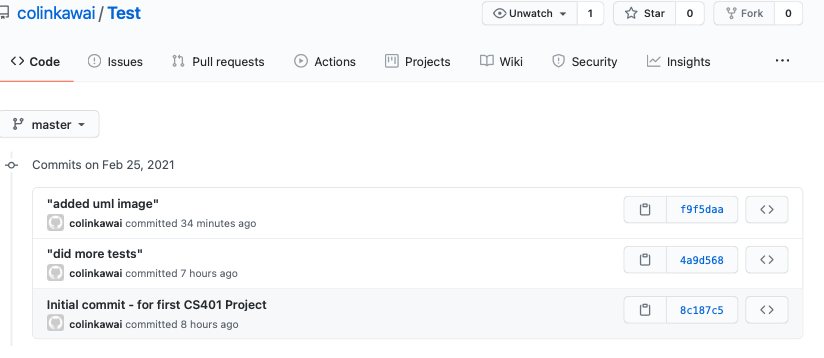 colinkawai / Test
Unwatch 1 Star 0 Fork 0
Code Issues Pull requests Actions Projects Wiki Security Insights ...
master
Commits on Feb 25, 2021
"added uml image"
colinkawai committed 34 minutes ago
f9f5daa
"did more tests"
colinkawai committed 7 hours ago
4a9d568
Initial commit - for first CS401 Project
colinkawai committed 8 hours ago
8c187c5